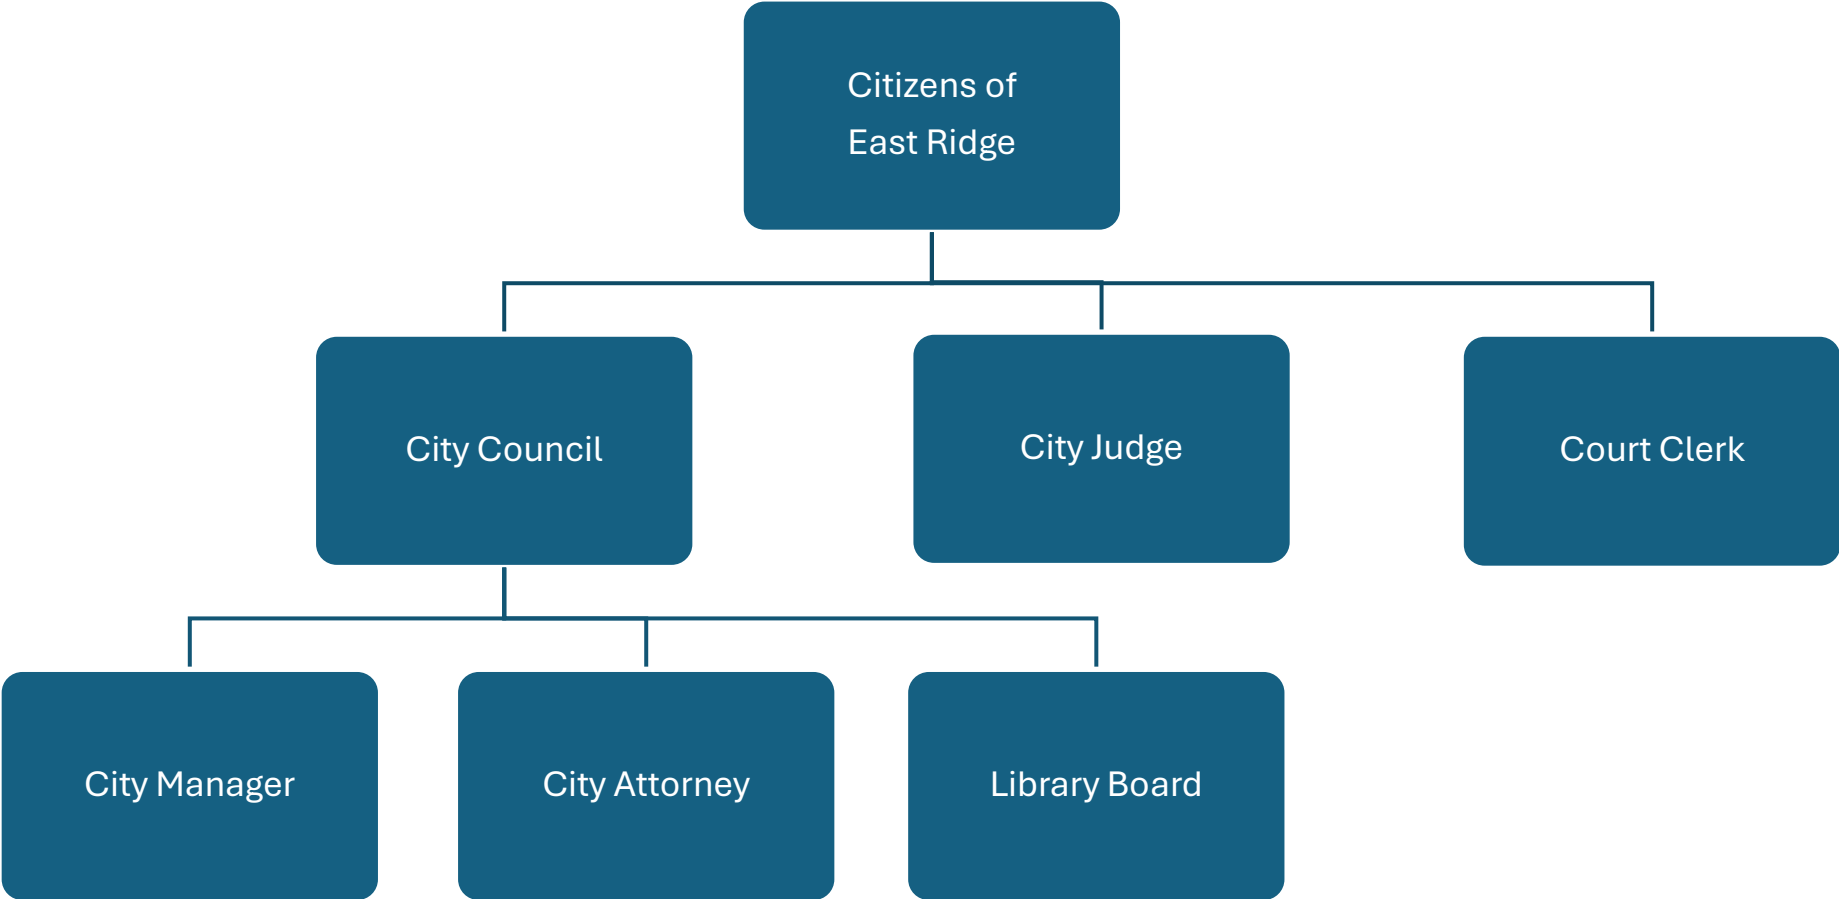 Citizens of
East Ridge
City Council
City Judge
Court Clerk
City Manager
City Attorney
Library Board